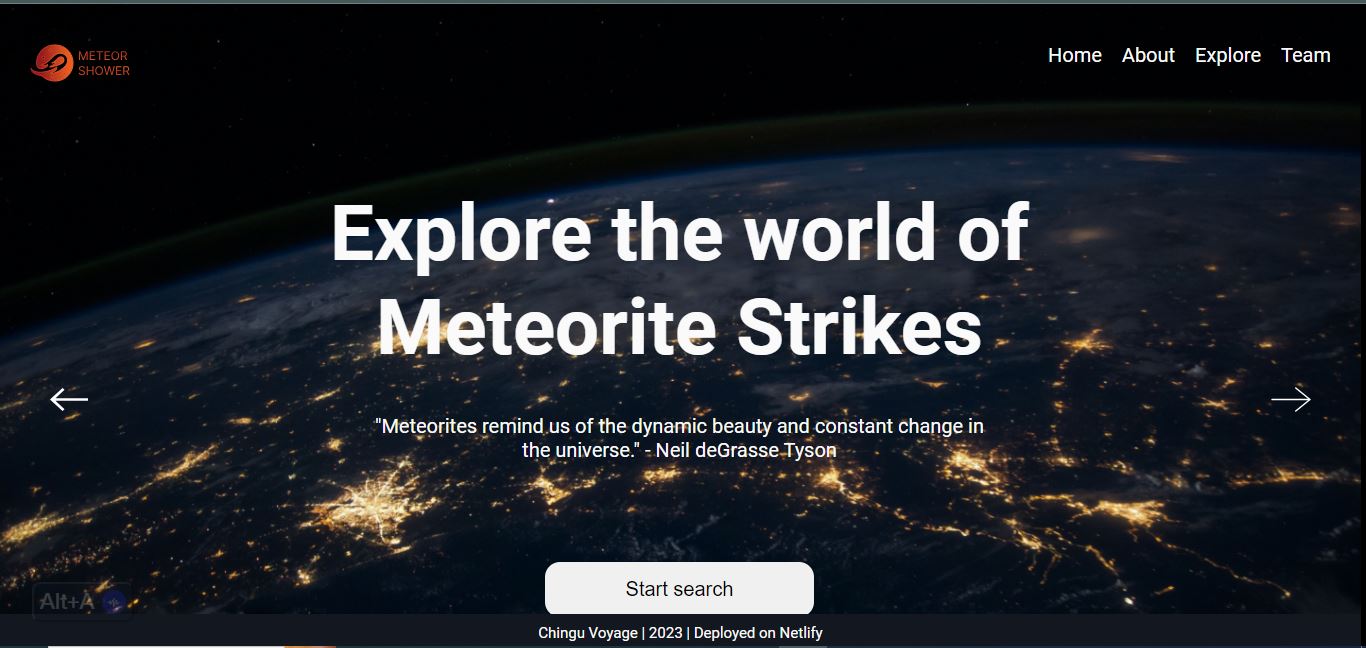 METEOR
SHOWER
Home About Explore Team
Explore the world of
Meteorite Strikes
"Meteorites remind us of the dynamic beauty and constant change in
the universe." - Neil deGrasse Tyson
Start search
Alt+A
Chingu Voyage | 2023 | Deployed on Netlify